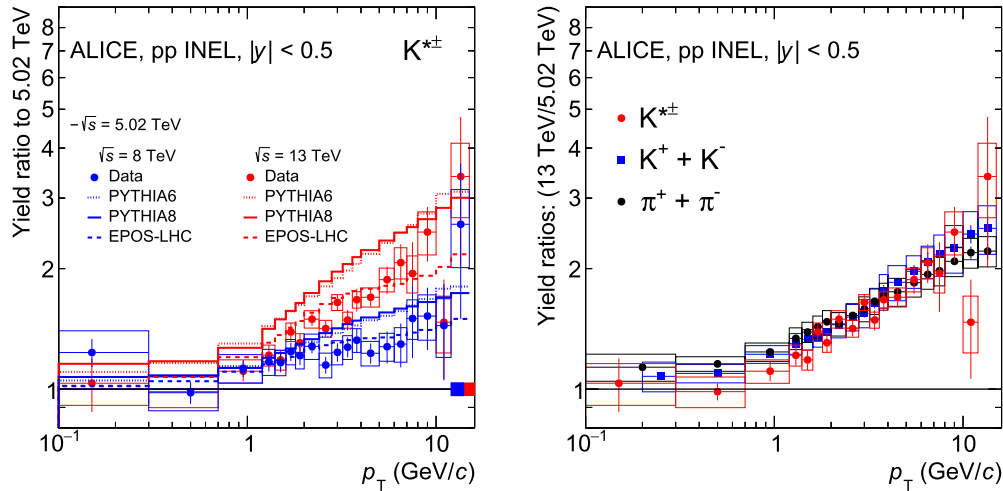 Yield ratio to 5.02 TeV
8
7
6
5
4
3
2
1
ALICE, pp INEL, |y| < 0.5
K*±
−√s = 5.02 TeV
√s = 8 TeV
Data
PYTHIA6
PYTHIA8
EPOS-LHC
√s = 13 TeV
Data
PYTHIA6
PYTHIA8
EPOS-LHC
10⁻¹
1
10
p_T (GeV/c)
Yield ratios: (13 TeV/5.02 TeV)
8
7
6
5
4
3
2
1
ALICE, pp INEL, |y| < 0.5
K*±
K⁺ + K⁻
π⁺ + π⁻
10⁻¹
1
10
p_T (GeV/c)